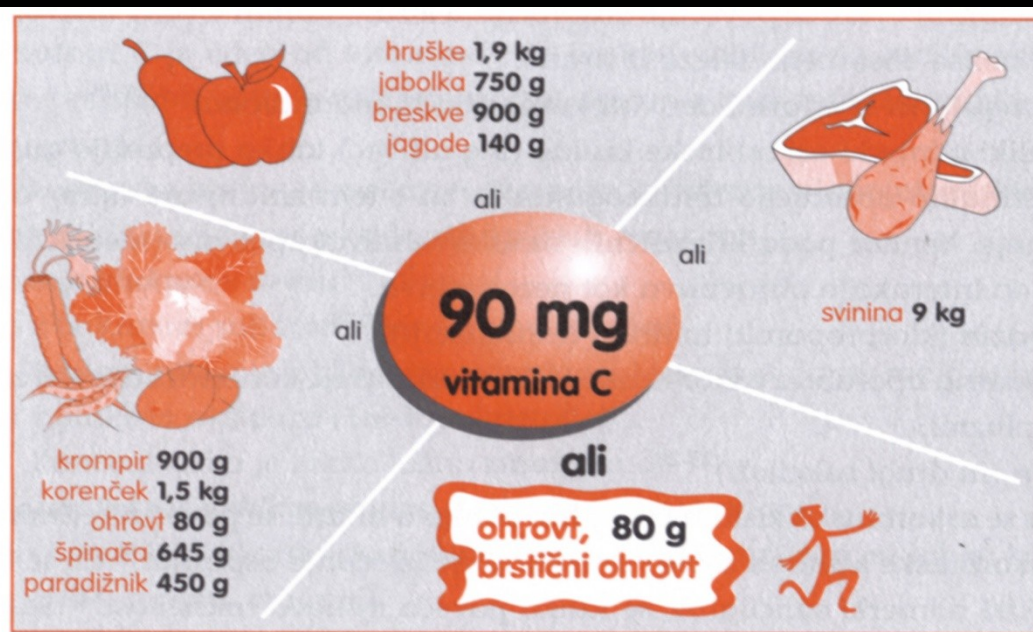 hruške 1,9 kg
jabolka 750 g
breskve 900 g
jagode 140 g
ali
ali
svinina 9 kg
ali
90 mg
vitamina C
krompir 900 g
korenček 1,5 kg
ohrovt 80 g
špinača 645 g
paradižnik 450 g
ali
ohrovt, 80 g
brstični ohrovt